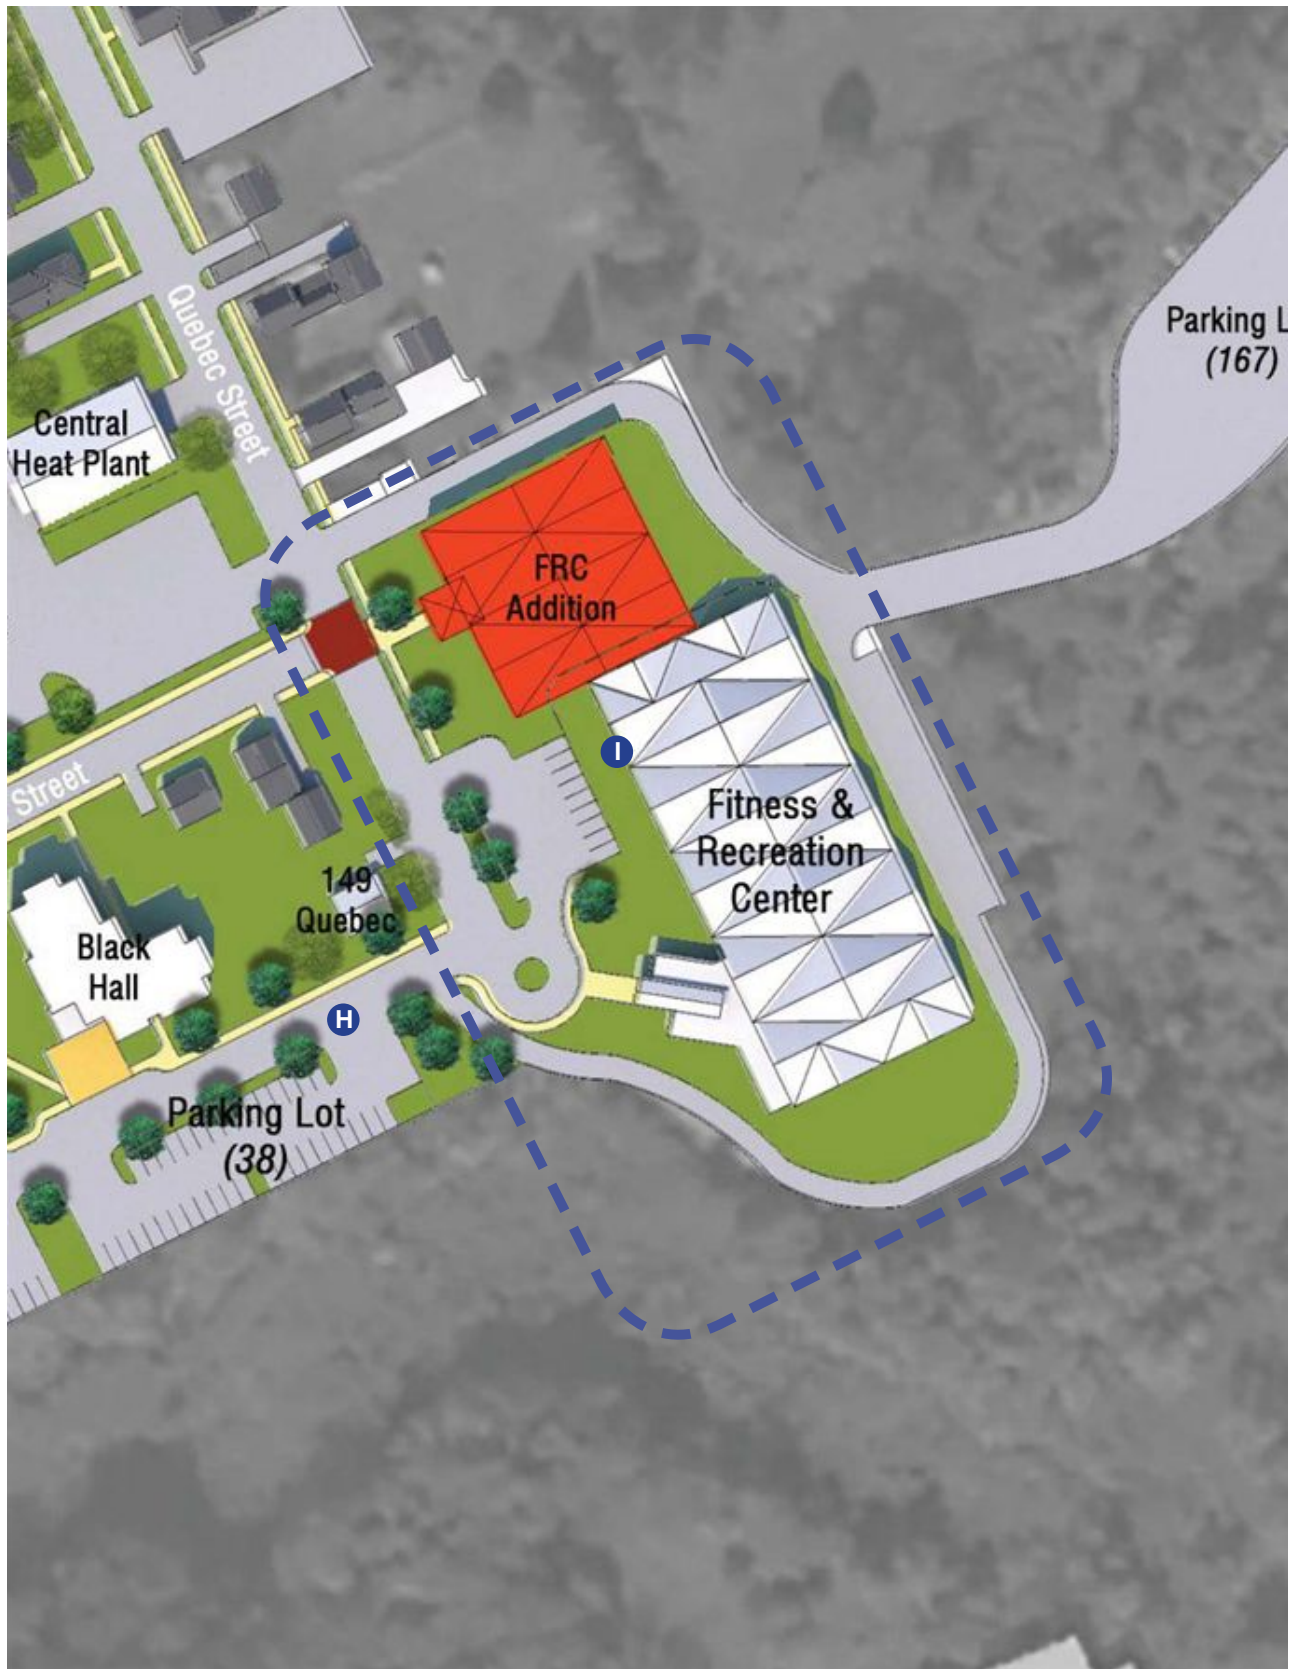 Quebec Street
Parking L
(167)
Central
Heat Plant
FRC
Addition
I
Street
Fitness &
Recreation
Center
149
Quebec
Black
Hall
H
Parking Lot
(38)